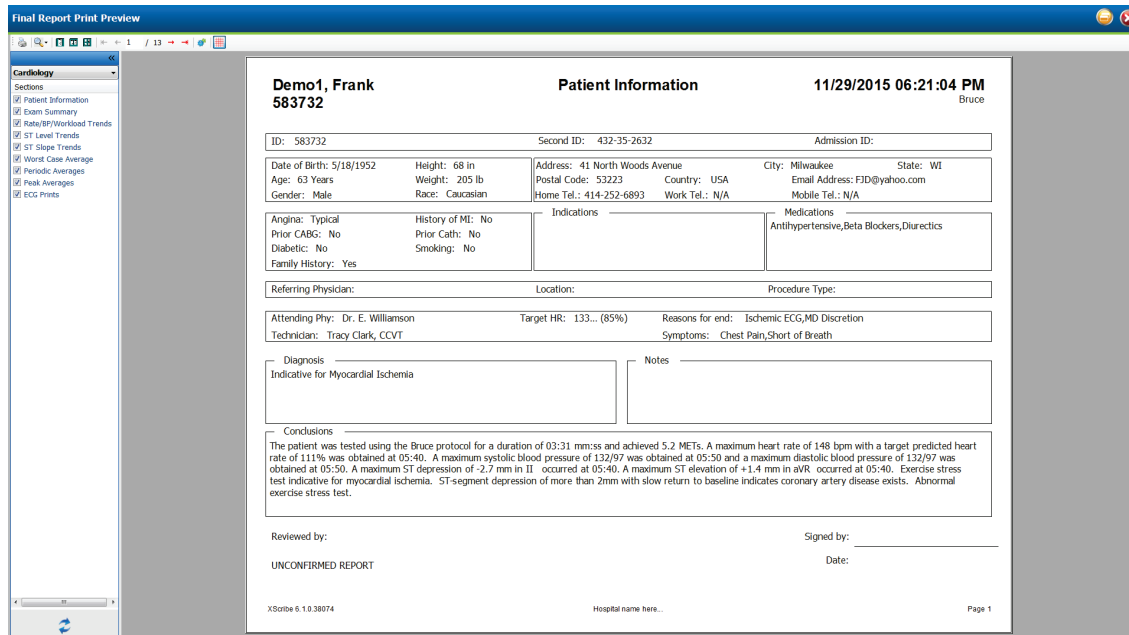 Final Report Print Preview
1 / 13
Cardiology
Sections
Patient Information
Exam Summary
Rate/BP/Workload Trends
ST Level Trends
ST Slope Trends
Worst Case Average
Periodic Averages
Peak Averages
ECG Prints
Demo1, Frank Patient Information 11/29/2015 06:21:04 PM
583732 Bruce
ID: 583732 Second ID: 432-35-2632 Admission ID:
Date of Birth: 5/18/1952 Height: 68 in Address: 41 North Woods Avenue City: Milwaukee State: WI
Age: 63 Years Weight: 205 lb Postal Code: 53223 Country: USA Email Address: FJD@yahoo.com
Gender: Male Race: Caucasian Home Tel.: 414-252-6893 Work Tel.: N/A Mobile Tel.: N/A
Angina: Typical History of MI: No Indications Medications
Prior CABG: No Prior Cath: No Antihypertensive,Beta Blockers,Diurectics
Diabetic: No Smoking: No
Family History: Yes
Referring Physician: Location: Procedure Type:
Attending Phy: Dr. E. Williamson Target HR: 133... (85%) Reasons for end: Ischemic ECG,MD Discretion
Technician: Tracy Clark, CCVT Symptoms: Chest Pain,Short of Breath
Diagnosis Notes
Indicative for Myocardial Ischemia
Conclusions
The patient was tested using the Bruce protocol for a duration of 03:31 mm:ss and achieved 5.2 METs. A maximum heart rate of 148 bpm with a target predicted heart
rate of 111% was obtained at 05:40. A maximum systolic blood pressure of 132/97 was obtained at 05:50 and a maximum diastolic blood pressure of 132/97 was
obtained at 05:50. A maximum ST depression of -2.7 mm in II occurred at 05:40. A maximum ST elevation of +1.4 mm in aVR occurred at 05:40. Exercise stress
test indicative for myocardial ischemia. ST-segment depression of more than 2mm with slow return to baseline indicates coronary artery disease exists. Abnormal
exercise stress test.
Reviewed by: Signed by:
UNCONFIRMED REPORT Date:
XScribe 6.1.0.38074 Hospital name here... Page 1